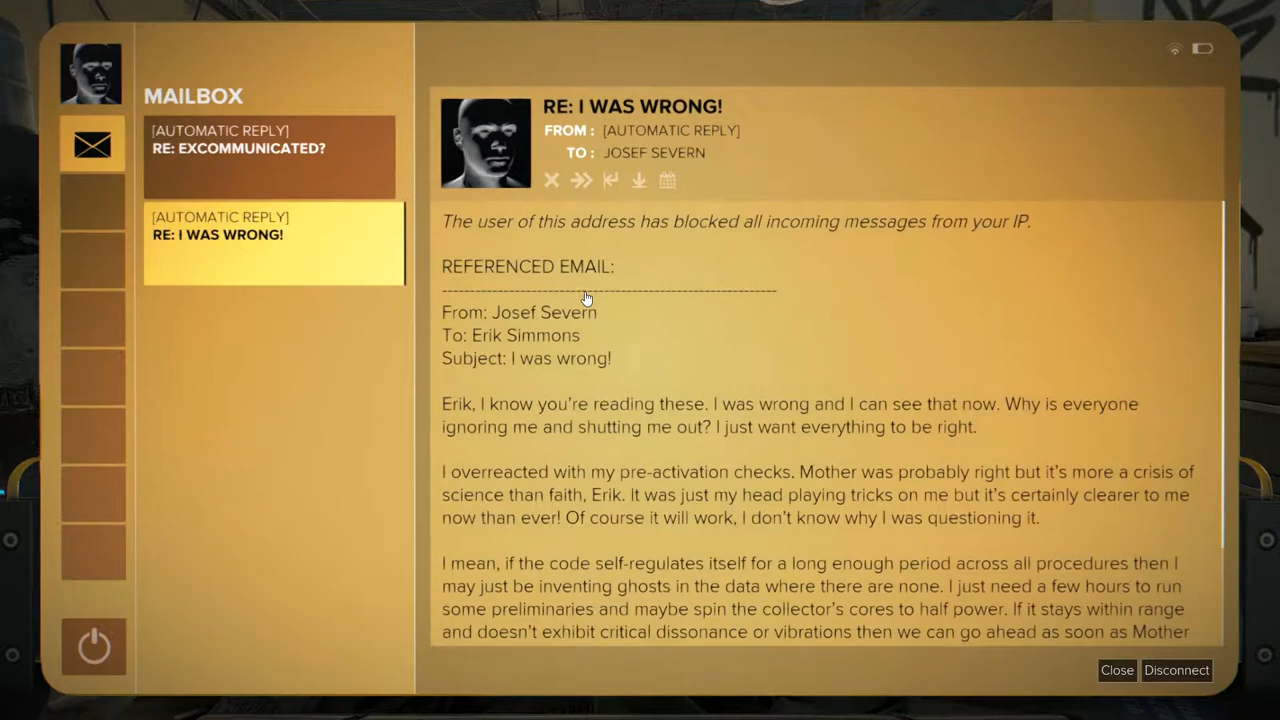 MAILBOX
[AUTOMATIC REPLY]
RE: EXCOMMUNICATED?
[AUTOMATIC REPLY]
RE: I WAS WRONG!
RE: I WAS WRONG!
FROM : [AUTOMATIC REPLY]
TO : JOSEF SEVERN
The user of this address has blocked all incoming messages from your IP.
REFERENCED EMAIL:
------------------------------------------------------------
From: Josef Severn
To: Erik Simmons
Subject: I was wrong!
Erik, I know you're reading these. I was wrong and I can see that now. Why is everyone
ignoring me and shutting me out? I just want everything to be right.
I overreacted with my pre-activation checks. Mother was probably right but it's more a crisis of
science than faith, Erik. It was just my head playing tricks on me but it's certainly clearer to me
now than ever! Of course it will work, I don't know why I was questioning it.
I mean, if the code self-regulates itself for a long enough period across all procedures then I
may just be inventing ghosts in the data where there are none. I just need a few hours to run
some preliminaries and maybe spin the collector's cores to half power. If it stays within range
and doesn't exhibit critical dissonance or vibrations then we can go ahead as soon as Mother
Close
Disconnect